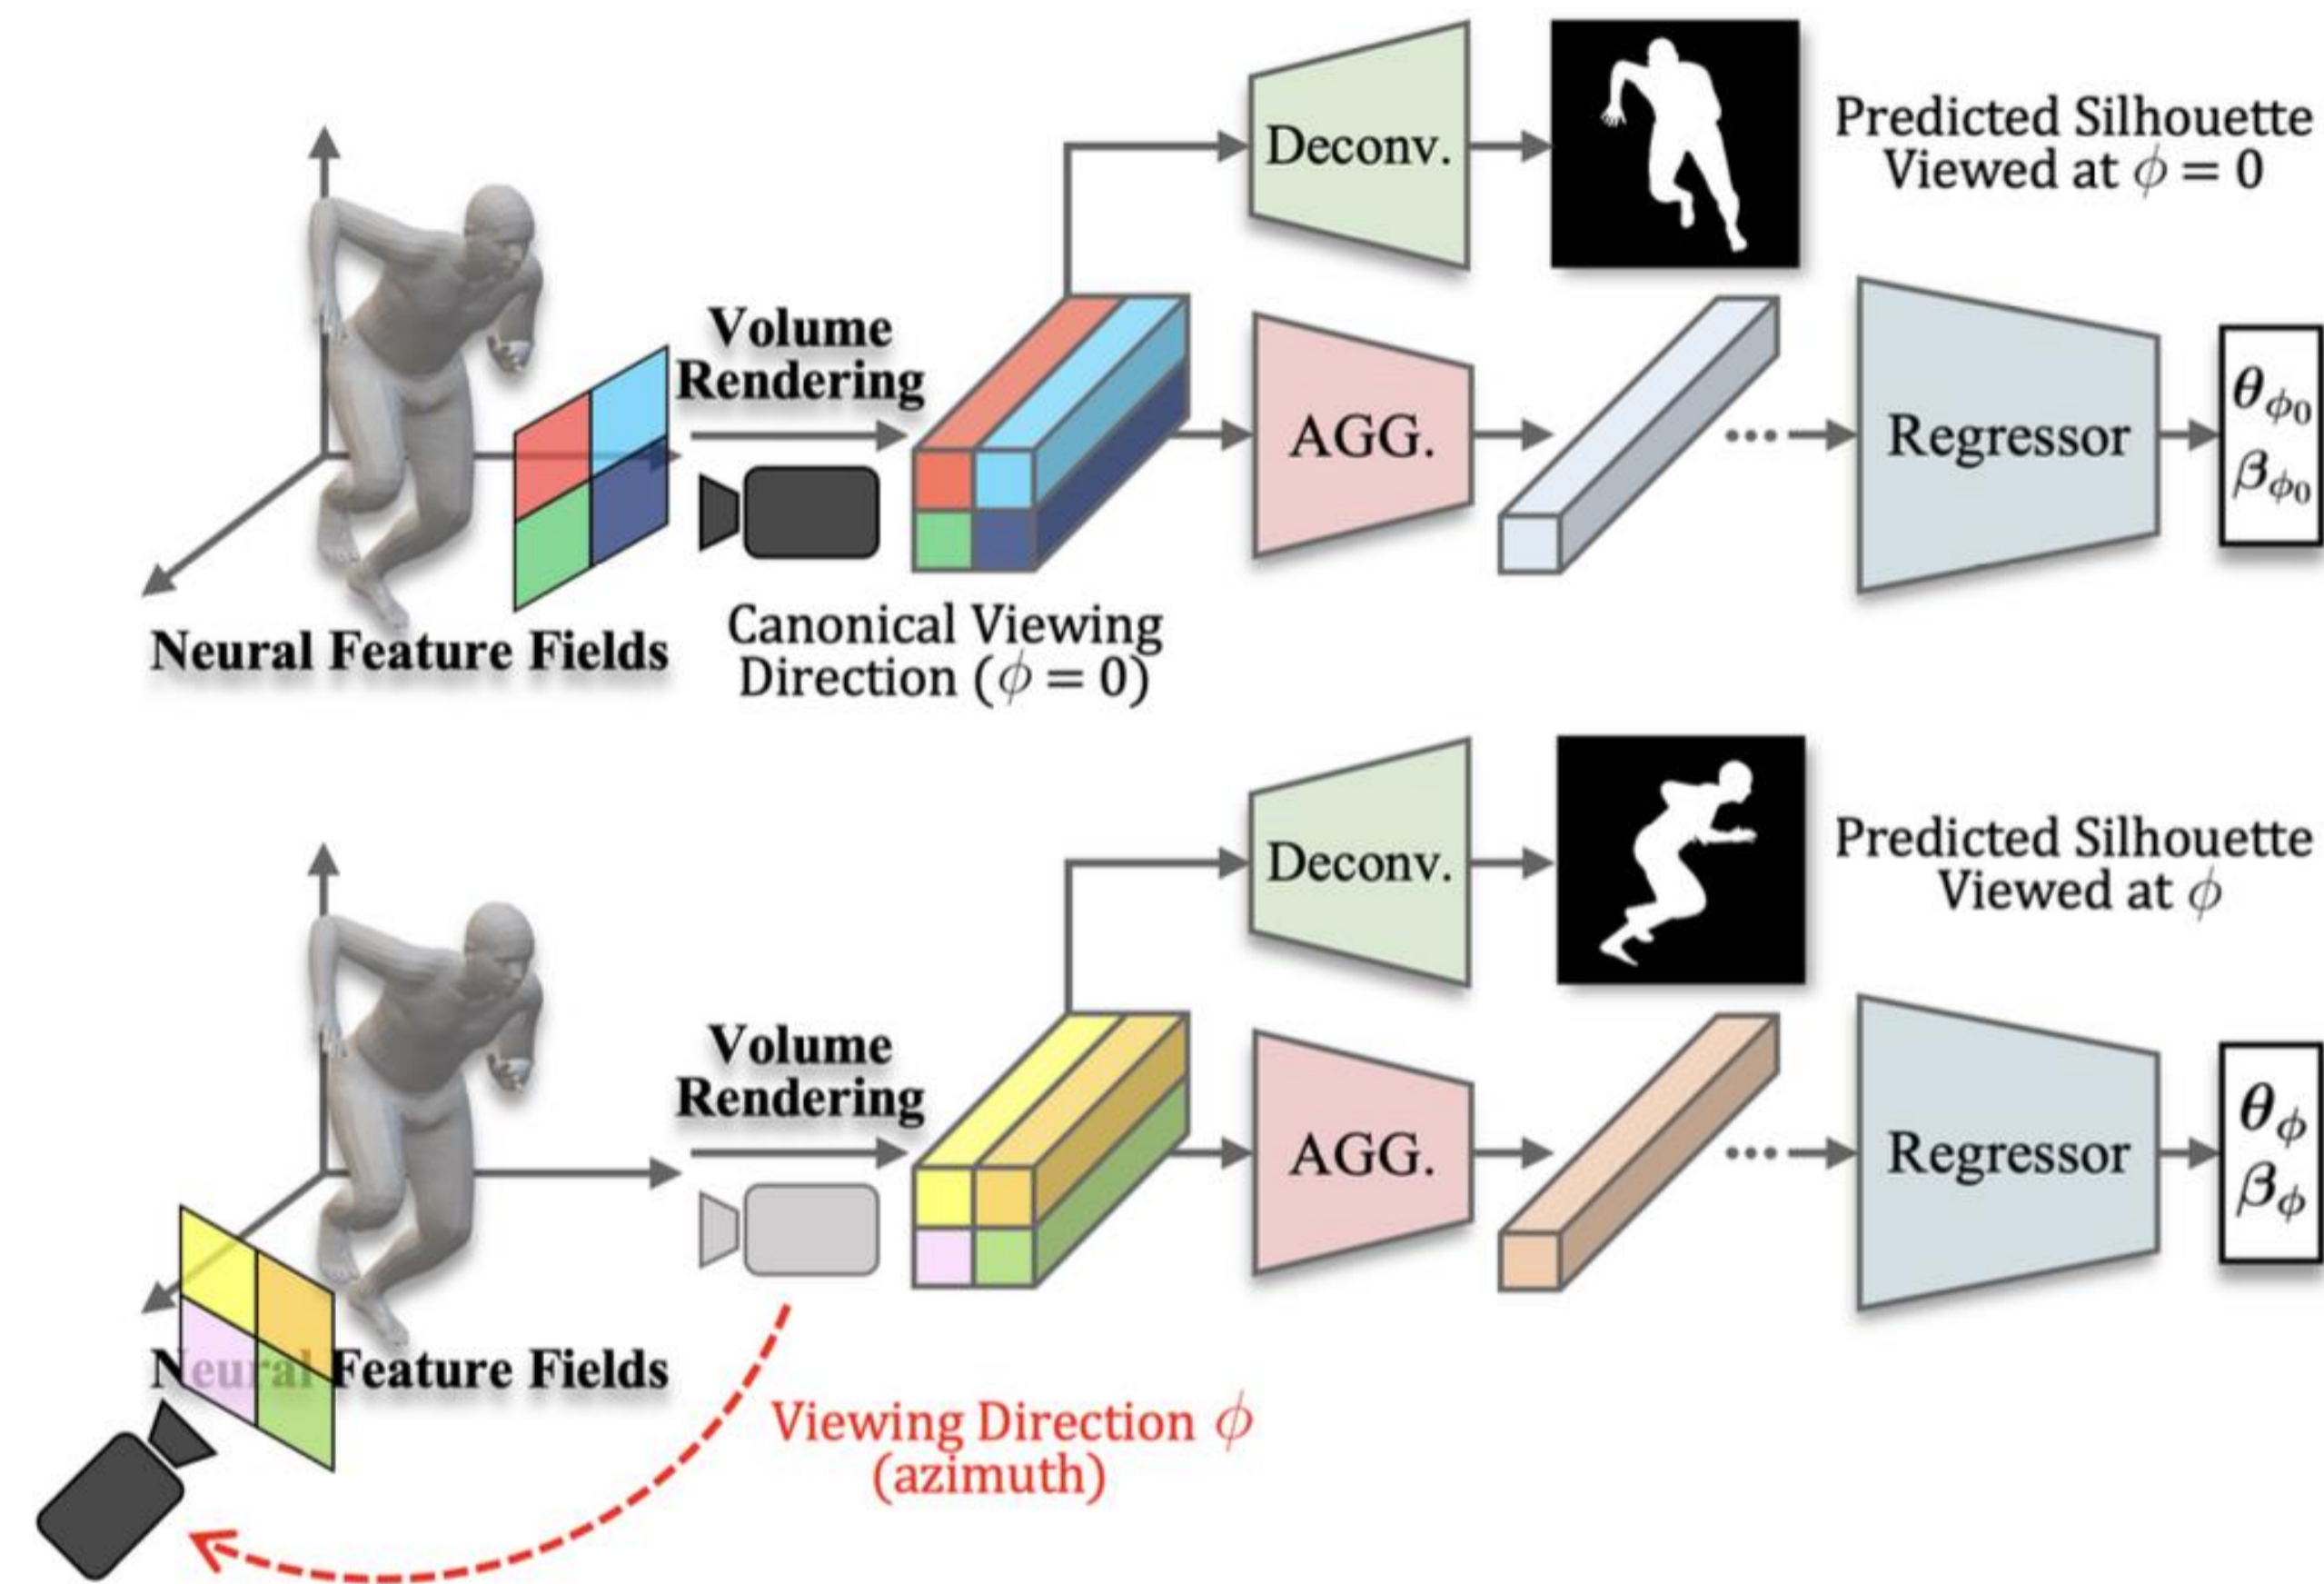 Deconv.
Predicted Silhouette
Viewed at ϕ = 0
Volume
Rendering
AGG.
Regressor
θϕ0
βϕ0
Neural Feature Fields
Canonical Viewing
Direction (ϕ = 0)
Deconv.
Predicted Silhouette
Viewed at ϕ
Volume
Rendering
AGG.
Regressor
θϕ
βϕ
Neural Feature Fields
Viewing Direction ϕ
(azimuth)